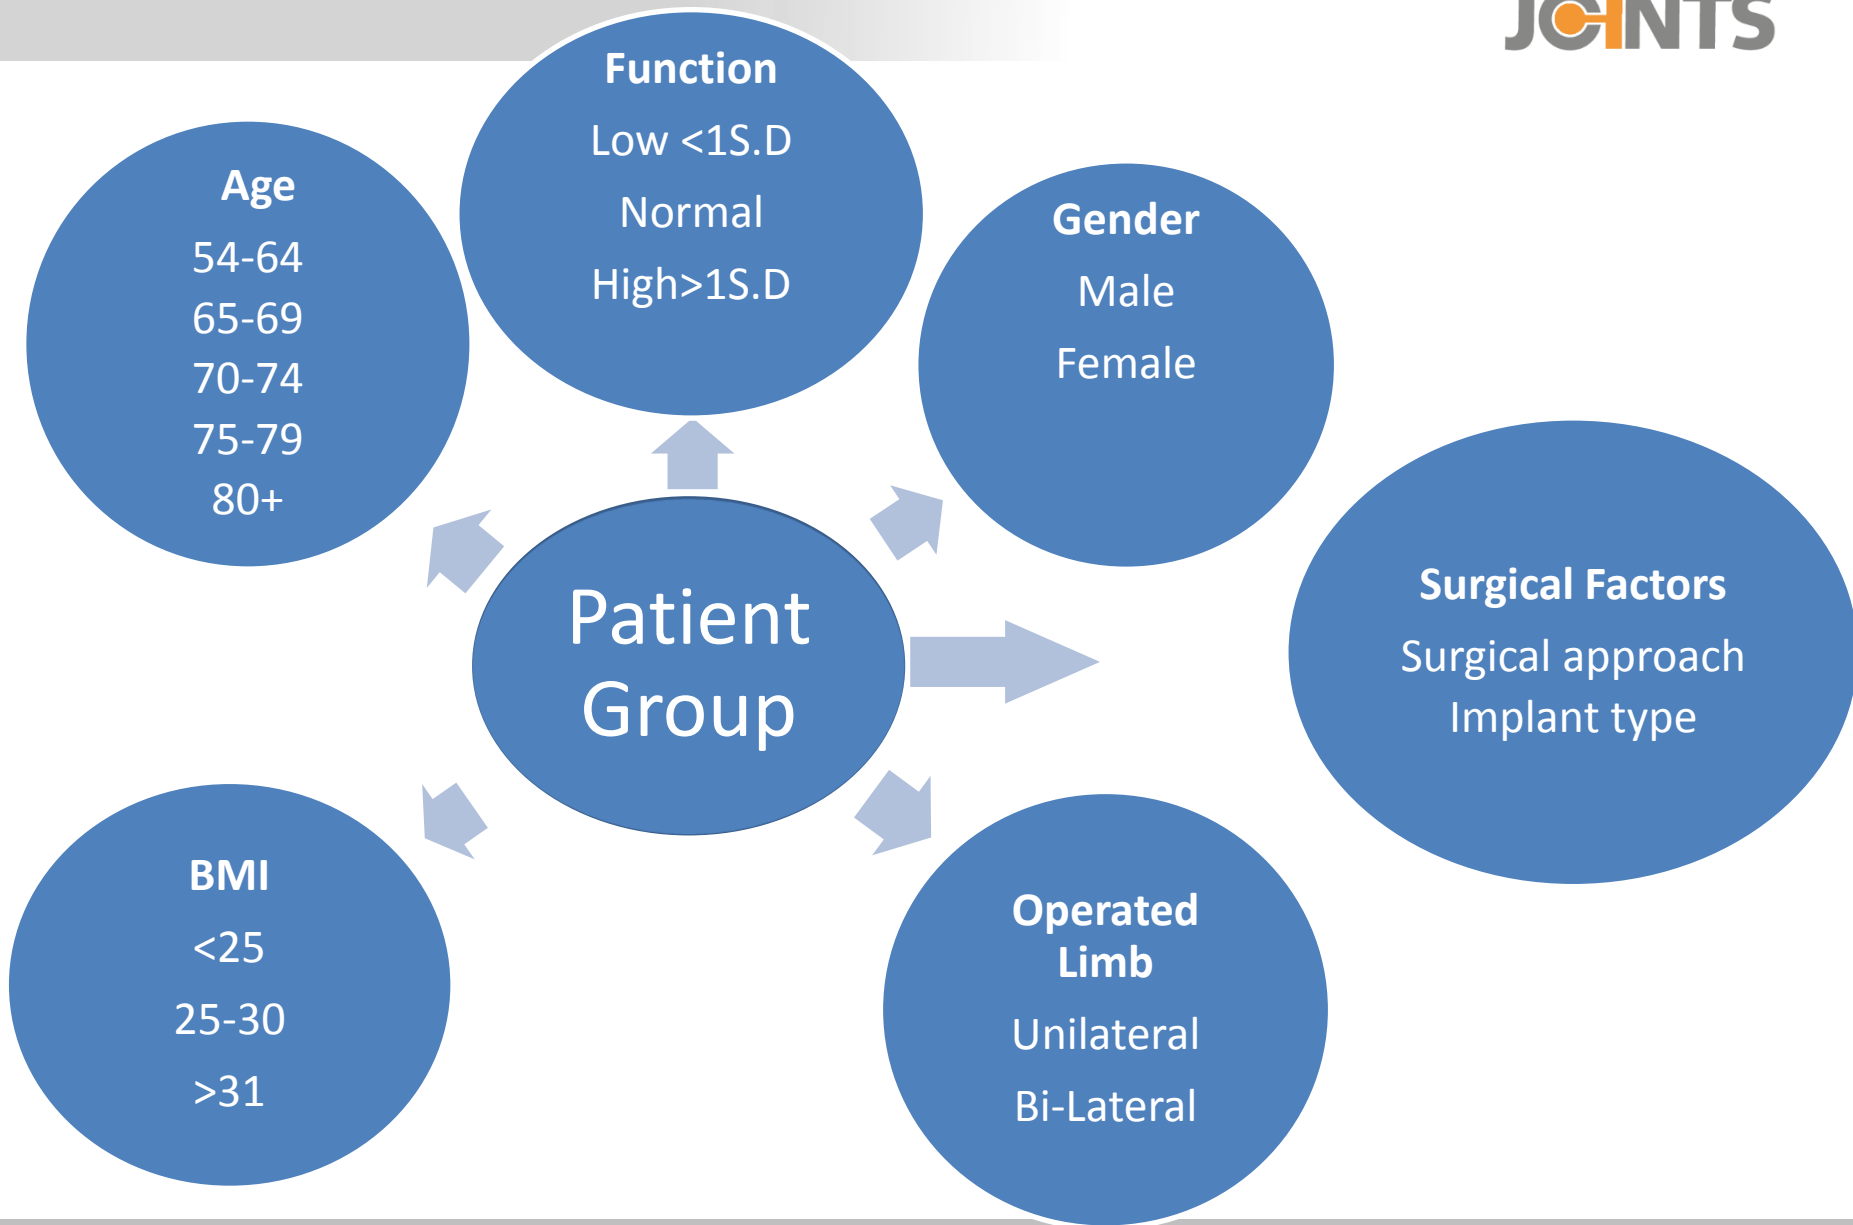 JOINTS
Function
Low <1S.D
Normal
High>1S.D
Age
54-64
65-69
70-74
75-79
80+
Gender
Male
Female
Surgical Factors
Surgical approach
Implant type
Patient
Group
BMI
<25
25-30
>31
Operated
Limb
Unilateral
Bi-Lateral